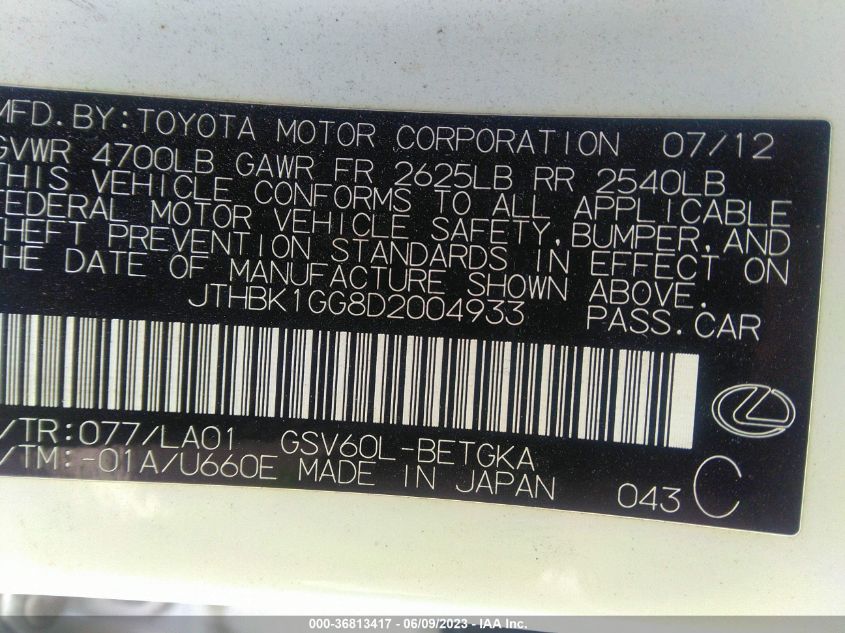 MFD. BY: TOYOTA MOTOR CORPORATION 07/12
GVWR 4700LB GAWR FR 2625LB RR 2540LB
THIS VEHICLE CONFORMS TO ALL APPLICABLE
FEDERAL MOTOR VEHICLE SAFETY, BUMPER, AND
THEFT PREVENTION STANDARDS IN EFFECT ON
THE DATE OF MANUFACTURE SHOWN ABOVE.
JTHBK1GG8D2004933 PASS. CAR
/TR: 077/LA01 GSV60L-BETGKA
/TM: -01A/U660E MADE IN JAPAN 043 C
000-36813417 - 06/09/2023 - IAA Inc.